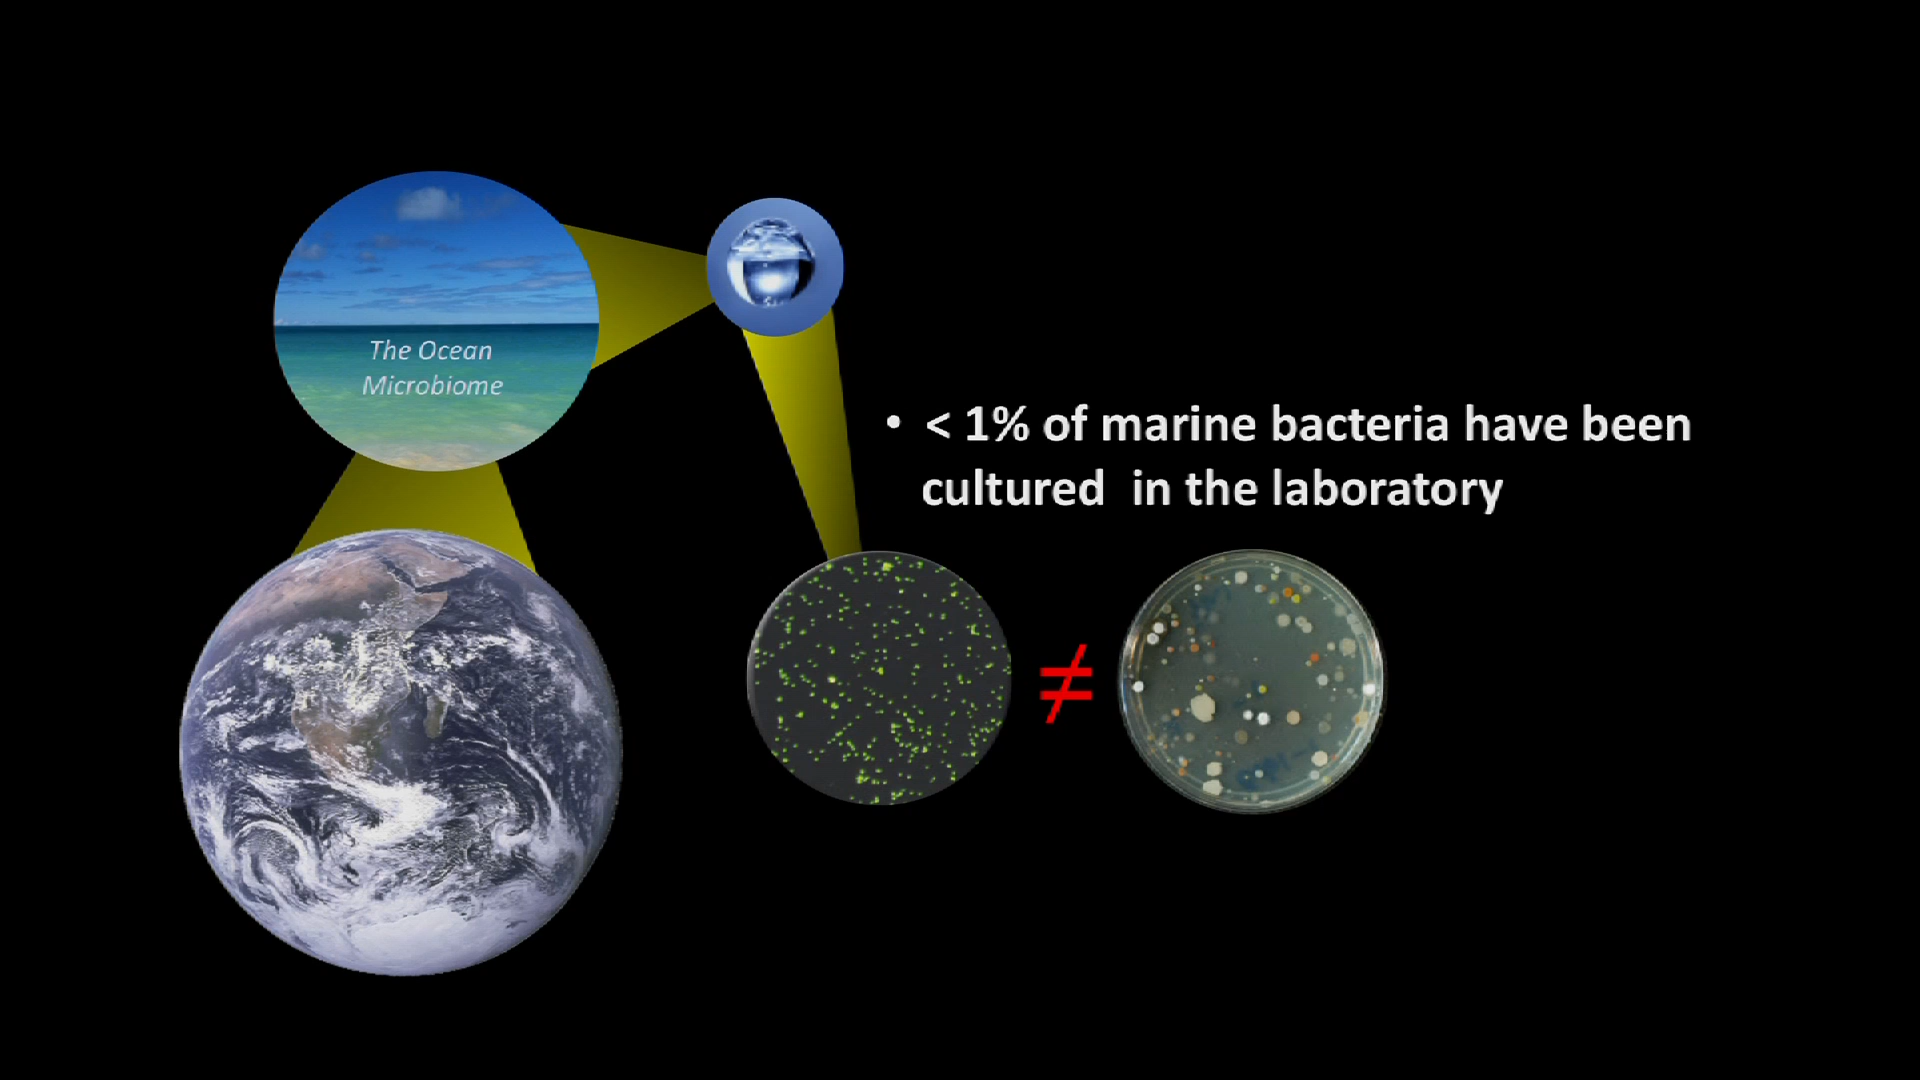 The Ocean
Microbiome
• < 1% of marine bacteria have been
cultured in the laboratory
≠